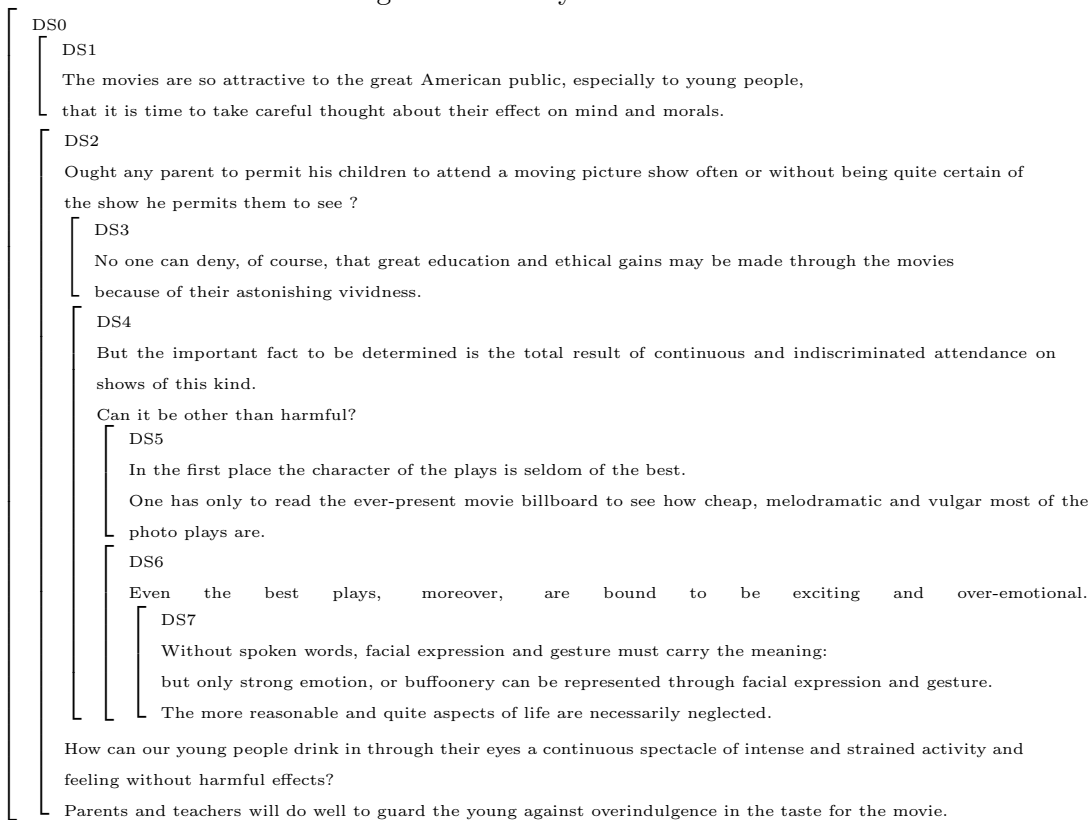 DS0
DS1
The movies are so attractive to the great American public, especially to young people,
that it is time to take careful thought about their effect on mind and morals.
DS2
Ought any parent to permit his children to attend a moving picture show often or without being quite certain of
the show he permits them to see ?
DS3
No one can deny, of course, that great education and ethical gains may be made through the movies
because of their astonishing vividness.
DS4
But the important fact to be determined is the total result of continuous and indiscriminated attendance on
shows of this kind.
Can it be other than harmful?
DS5
In the first place the character of the plays is seldom of the best.
One has only to read the ever-present movie billboard to see how cheap, melodramatic and vulgar most of the
photo plays are.
DS6
Even the best plays, moreover, are bound to be exciting and over-emotional.
DS7
Without spoken words, facial expression and gesture must carry the meaning:
but only strong emotion, or buffoonery can be represented through facial expression and gesture.
The more reasonable and quite aspects of life are necessarily neglected.
How can our young people drink in through their eyes a continuous spectacle of intense and strained activity and
feeling without harmful effects?
Parents and teachers will do well to guard the young against overindulgence in the taste for the movie.